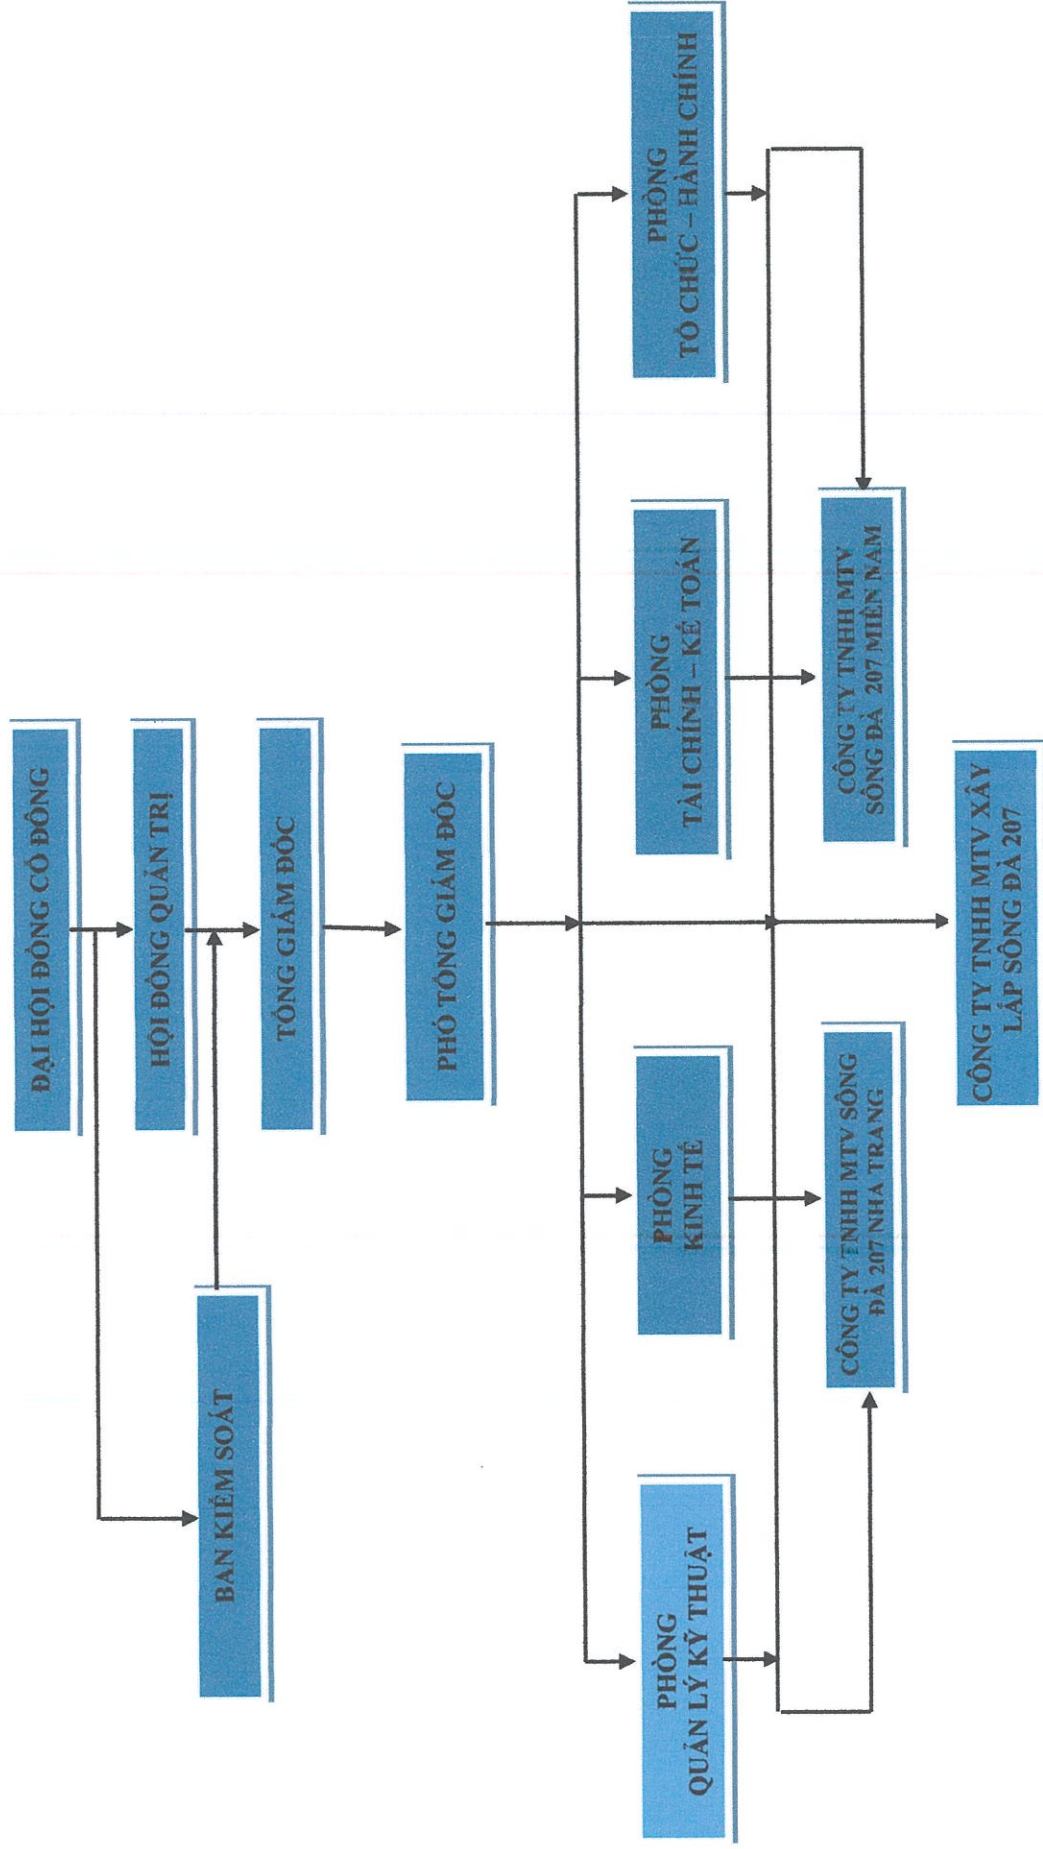 ĐẠI HỘI ĐỒNG CỔ ĐÔNG
HỘI ĐỒNG QUẢN TRỊ
BAN KIỂM SOÁT
TỔNG GIÁM ĐỐC
PHÓ TỔNG GIÁM ĐỐC
PHÒNG
QUẢN LÝ KỸ THUẬT
PHÒNG
KINH TẾ
PHÒNG
TÀI CHÍNH – KẾ TOÁN
PHÒNG
TỔ CHỨC – HÀNH CHÍNH
CÔNG TY TNHH MTV SÔNG
ĐÀ 207 NHA TRANG
CÔNG TY TNHH MTV
SÔNG ĐÀ 207 MIỀN NAM
CÔNG TY TNHH MTV XÂY
LẮP SÔNG ĐÀ 207